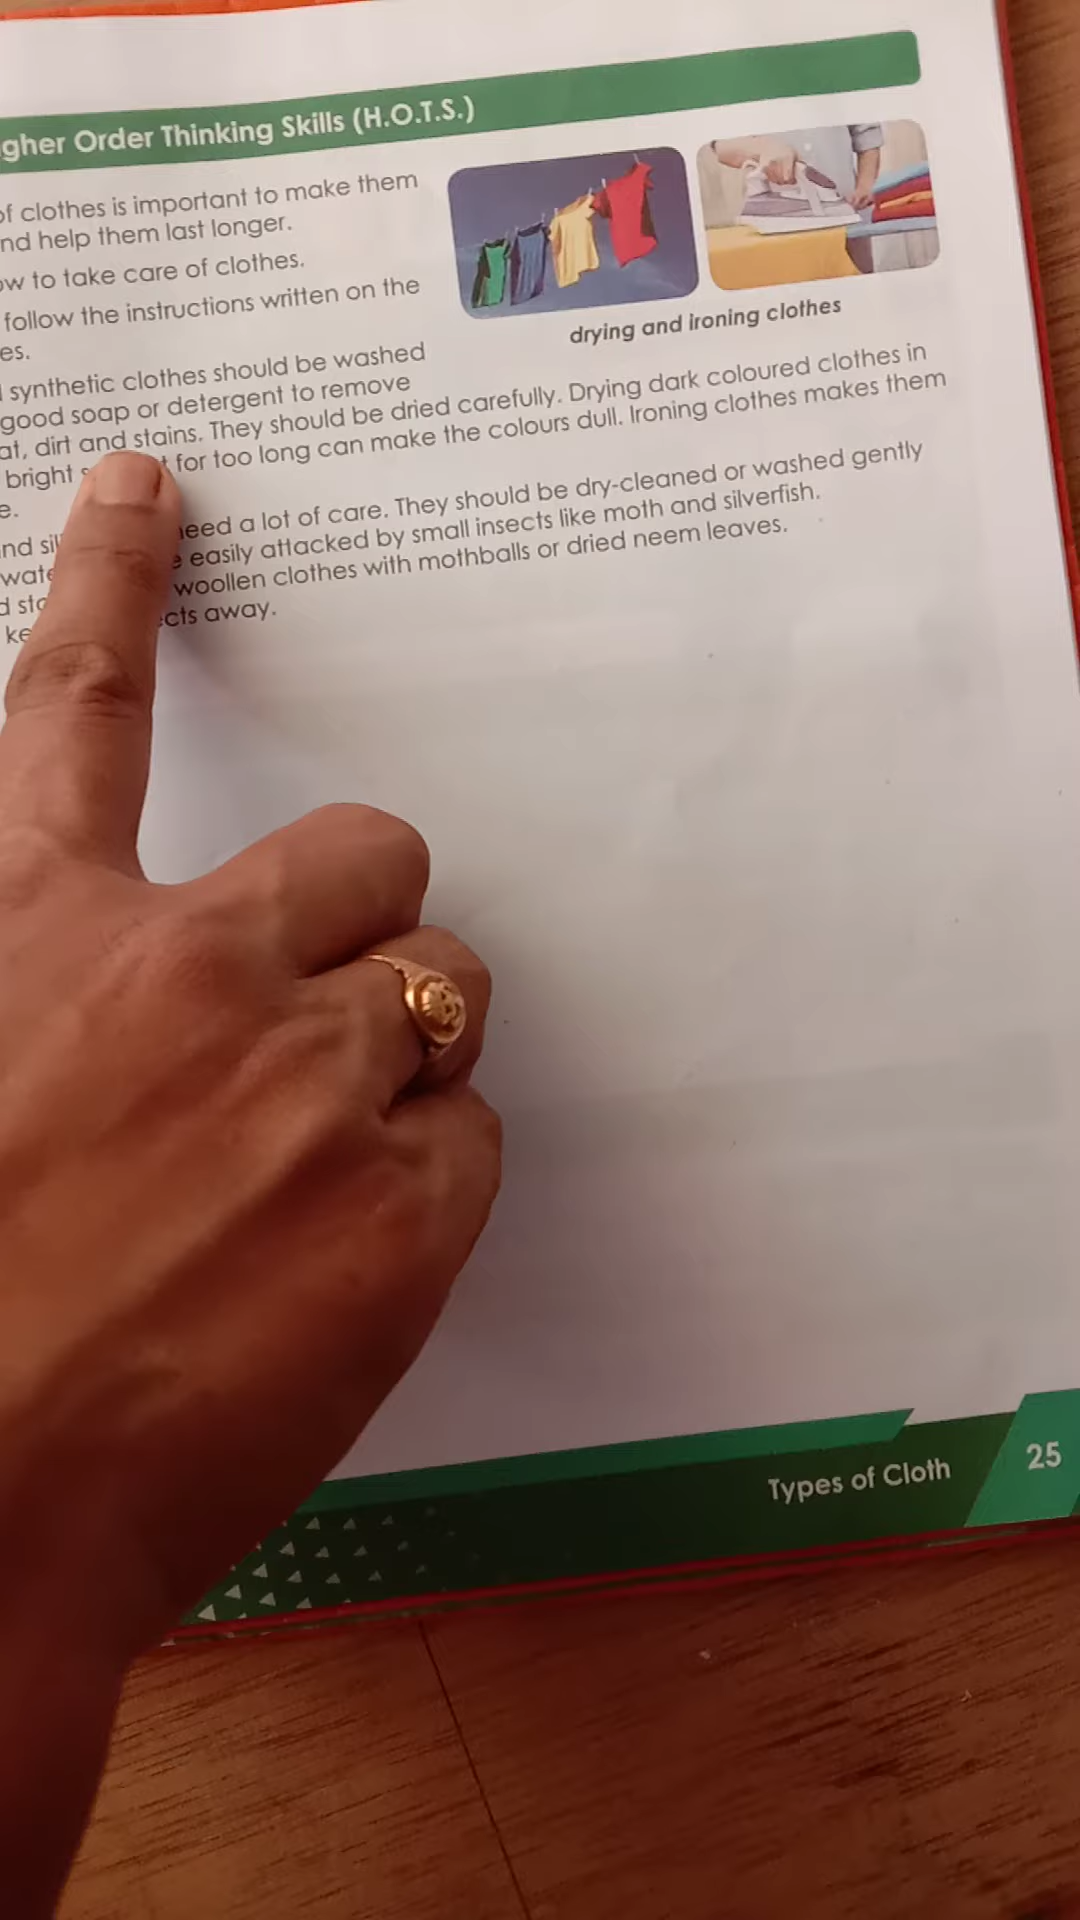 gher Order Thinking Skills (H.O.T.S.)
of clothes is important to make them
nd help them last longer.
ow to take care of clothes.
follow the instructions written on the
es.
synthetic clothes should be washed
good soap or detergent to remove
at, dirt and stains. They should be dried carefully. Drying dark coloured clothes in
bright for too long can make the colours dull. Ironing clothes makes them
e.
nd sil need a lot of care. They should be dry-cleaned or washed gently
wate easily attacked by small insects like moth and silverfish.
d sto woollen clothes with mothballs or dried neem leaves.
ke ects away.
drying and ironing clothes
Types of Cloth
25